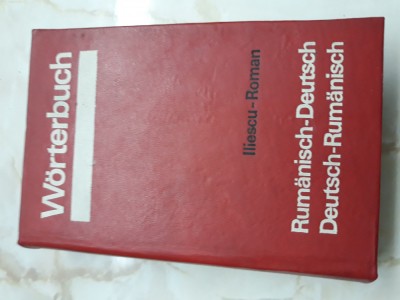 Wörterbuch
Iliescu-Roman
Rumänisch-Deutsch
Deutsch-Rumänisch